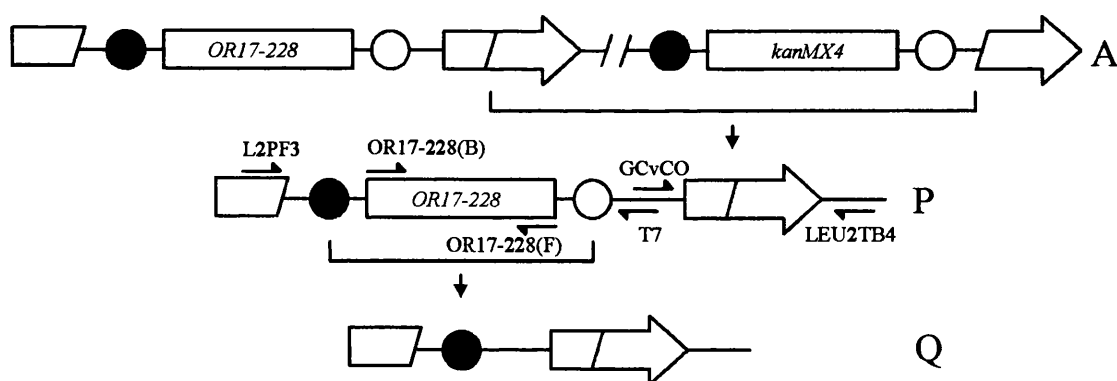 OR17-228 kanMX4 A
L2PF3 OR17-228(B) GCvCO
OR17-228 P
OR17-228(F) T7 LEU2TB4
Q